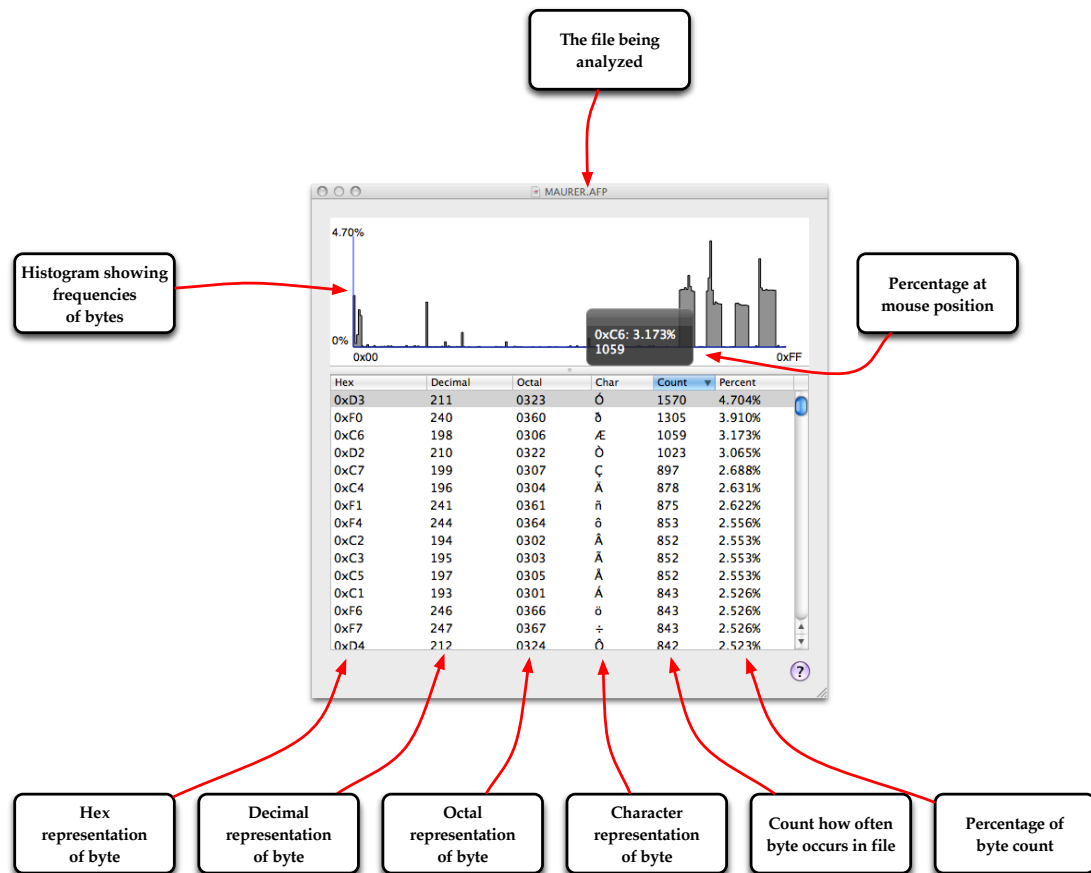 The file being
analyzed
MAURER.AFP
4.70%
0%
0x00
0xFF
0xC6: 3.173%
1059
Histogram showing
frequencies
of bytes
Percentage at
mouse position
Hex Decimal Octal Char Count Percent
0xD3 211 0323 Ó 1570 4.704%
0xF0 240 0360 ð 1305 3.910%
0xC6 198 0306 Æ 1059 3.173%
0xD2 210 0322 Ò 1023 3.065%
0xC7 199 0307 Ç 897 2.688%
0xC4 196 0304 Ä 878 2.631%
0xF1 241 0361 ñ 875 2.622%
0xF4 244 0364 ô 853 2.556%
0xC2 194 0302 Â 852 2.553%
0xC3 195 0303 Ã 852 2.553%
0xC5 197 0305 Å 852 2.553%
0xC1 193 0301 Á 843 2.526%
0xF6 246 0366 ö 843 2.526%
0xF7 247 0367 ÷ 843 2.526%
0xD4 212 0324 Ô 842 2.523%
?
Hex
representation
of byte
Decimal
representation
of byte
Octal
representation
of byte
Character
representation
of byte
Count how often
byte occurs in file
Percentage of
byte count